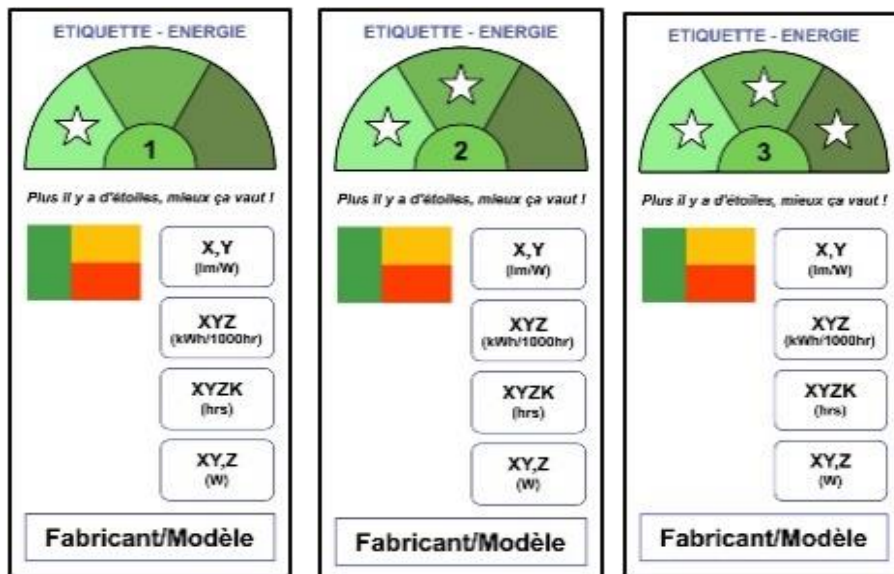 ETIQUETTE - ENERGIE
1
Plus il y a d'étoiles, mieux ça vaut !
X,Y
(lm/W)
XYZ
(kWh/1000hr)
XYZK
(hrs)
XY,Z
(W)
Fabricant/Modèle
ETIQUETTE - ENERGIE
2
Plus il y a d'étoiles, mieux ça vaut !
X,Y
(lm/W)
XYZ
(kWh/1000hr)
XYZK
(hrs)
XY,Z
(W)
Fabricant/Modèle
ETIQUETTE - ENERGIE
3
Plus il y a d'étoiles, mieux ça vaut !
X,Y
(lm/W)
XYZ
(kWh/1000hr)
XYZK
(hrs)
XY,Z
(W)
Fabricant/Modèle